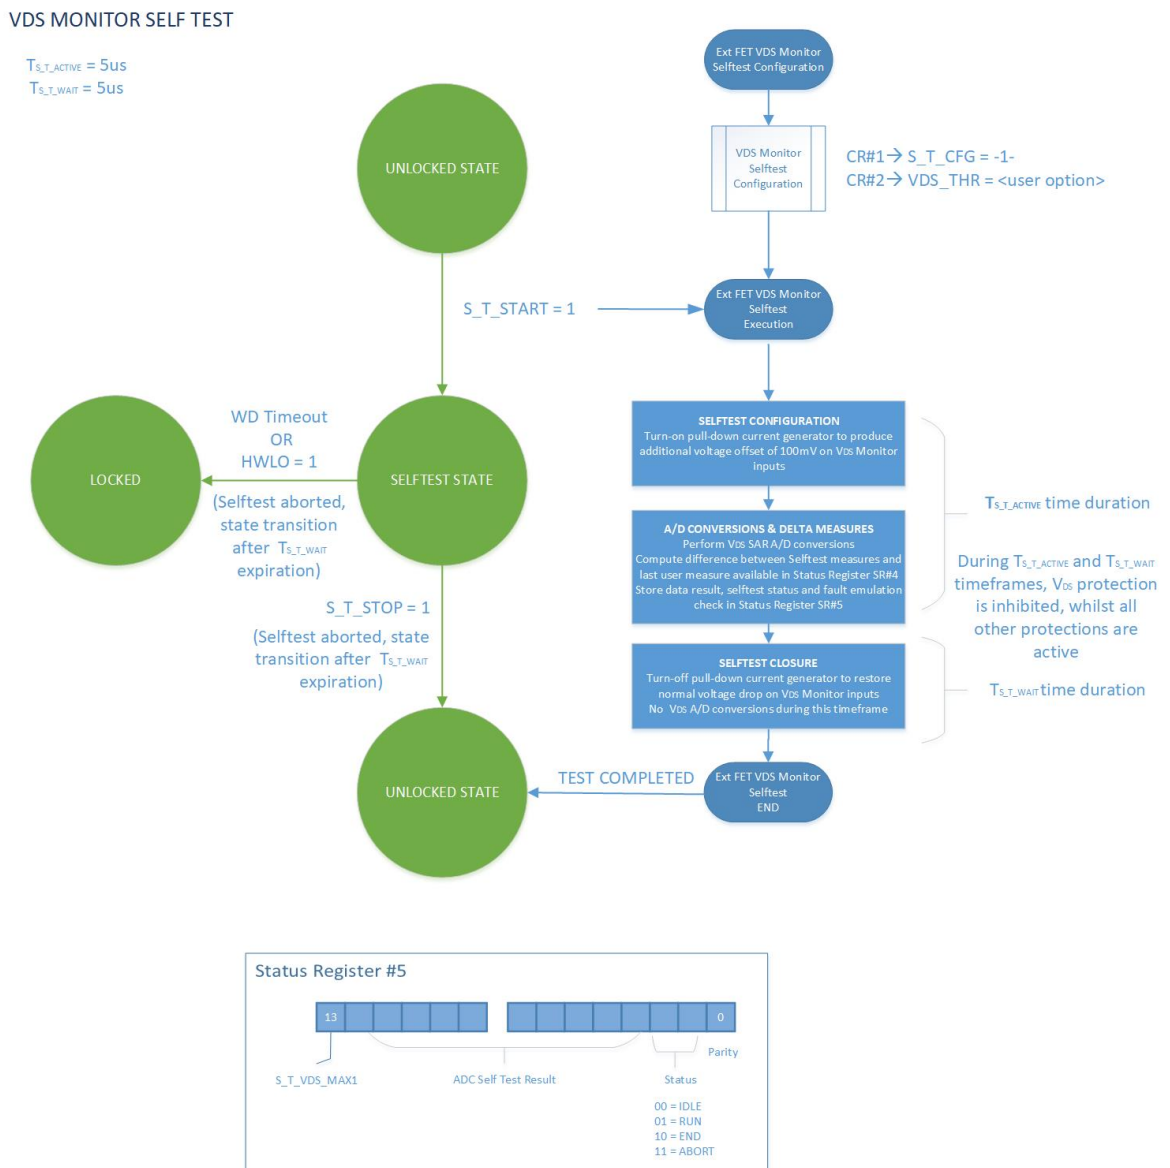 VDS MONITOR SELF TEST
TS_T_ACTIVE = 5us
TS_T_WAIT = 5us
UNLOCKED STATE
Ext FET VDS Monitor
Selftest Configuration
VDS Monitor
Selftest
Configuration
CR#1→ S_T_CFG = -1-
CR#2→ VDS_THR = <user option>
S_T_START = 1
Ext FET VDS Monitor
Selftest
Execution
WD Timeout
OR
HWLO = 1
(Selftest aborted,
state transition
after TS_T_WAIT
expiration)
LOCKED
SELFTEST STATE
S_T_STOP = 1
(Selftest aborted, state
transition after TS_T_WAIT
expiration)
SELFTEST CONFIGURATION
Turn-on pull-down current generator to produce
additional voltage offset of 100mV on VDS Monitor
inputs
A/D CONVERSIONS & DELTA MEASURES
Perform VDS SAR A/D conversions
Compute difference between Selftest measures and
last user measure available in Status Register SR#4
Store data result, selftest status and fault emulation
check in Status Register SR#5
SELFTEST CLOSURE
Turn-off pull-down current generator to restore
normal voltage drop on VDS Monitor inputs
No VDS A/D conversions during this timeframe
TS_T_ACTIVE time duration
During TS_T_ACTIVE and TS_T_WAIT
timeframes, VDS protection
is inhibited, whilst all
other protections are
active
TS_T_WAIT time duration
UNLOCKED STATE
TEST COMPLETED
Ext FET VDS Monitor
Selftest
END
Status Register #5
13
0
S_T_VDS_MAX1
ADC Self Test Result
Status
Parity
00 = IDLE
01 = RUN
10 = END
11 = ABORT